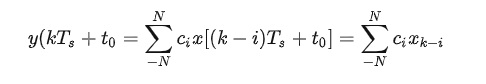 y(kT_s + t_0 = \sum_{-N}^{N} c_i x[(k - i)T_s + t_0] = \sum_{-N}^{N} c_i x_{k-i}